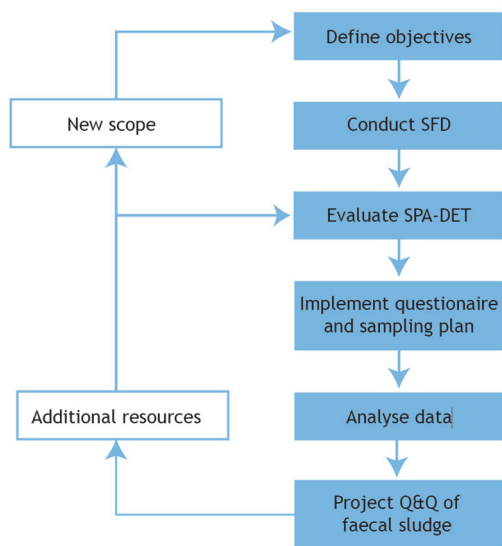 Define objectives
New scope
Conduct SFD
Evaluate SPA-DET
Implement questionaire
and sampling plan
Additional resources
Analyse data
Project Q&Q of
faecal sludge